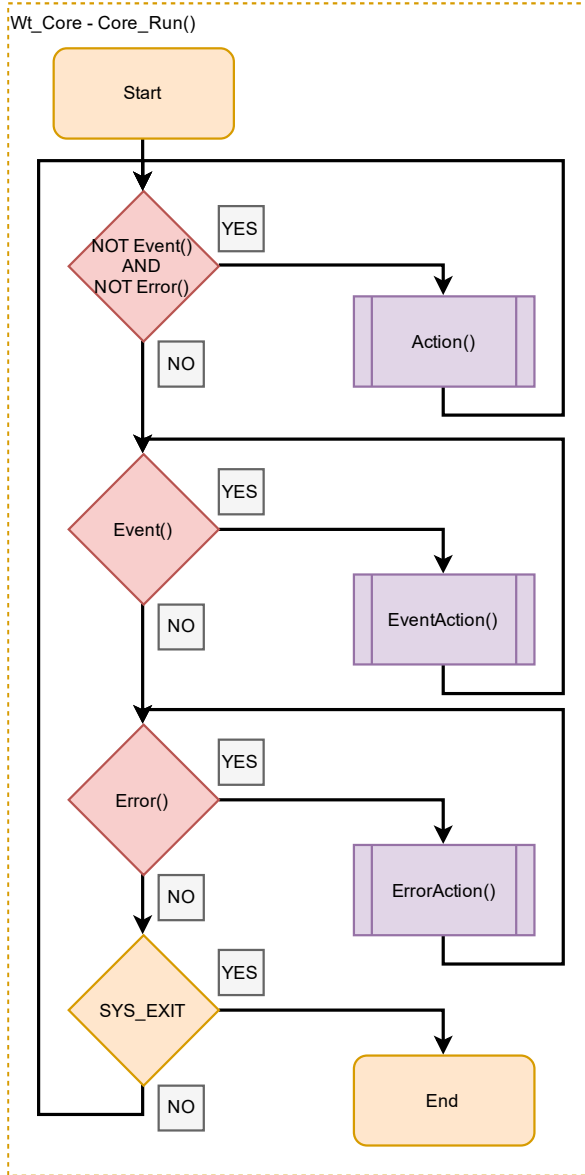 Wt_Core - Core_Run()
Start
YES
NOT Event()
AND
NOT Error()
Action()
NO
YES
Event()
EventAction()
NO
YES
Error()
ErrorAction()
NO
YES
SYS_EXIT
End
NO